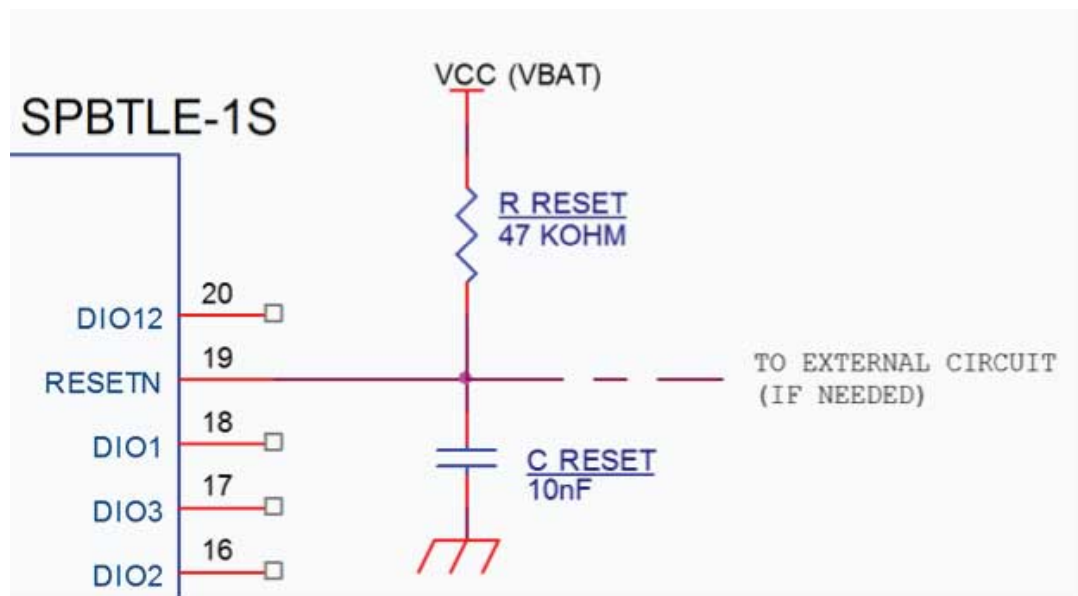 VCC (VBAT)
SPBTLE-1S
R RESET
47 KOHM
20
DIO12
19
RESETN
TO EXTERNAL CIRCUIT
(IF NEEDED)
18
DIO1
C RESET
10nF
17
DIO3
16
DIO2